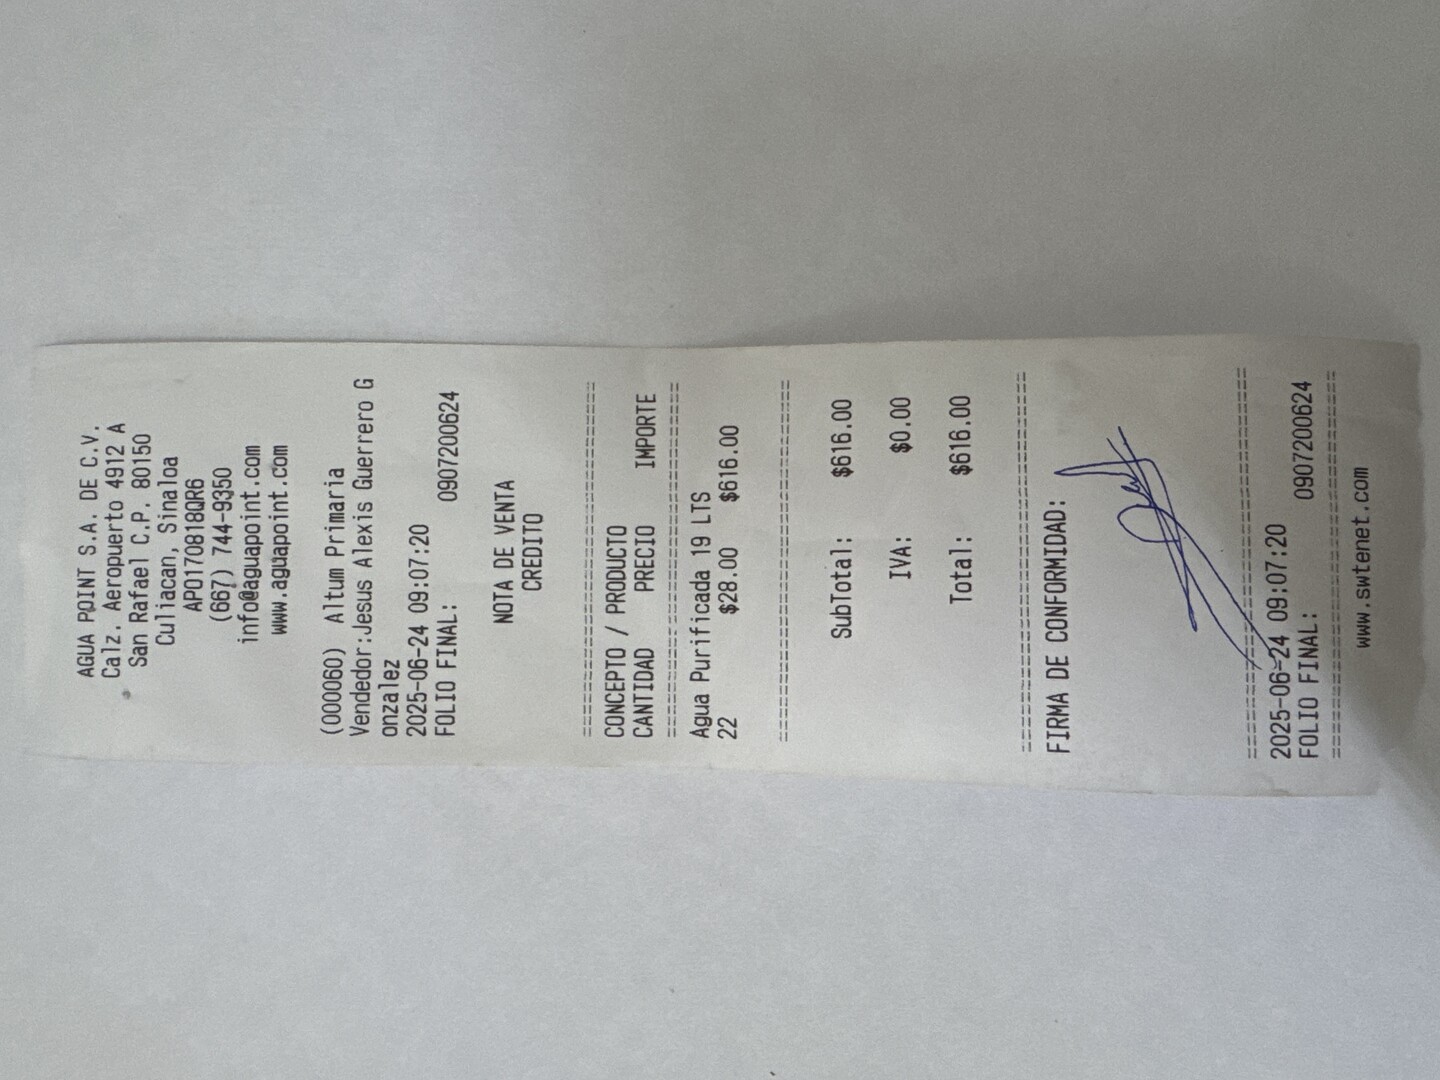 AGUA POINT S.A. DE C.V.
Calz. Aeropuerto 4912 A
San Rafael C.P. 80150
Culiacan, Sinaloa
APO170818QR6
(667) 744-9350
info@aguapoint.com
www.aguapoint.com
(000060) Altum Primaria
Vendedor:Jesus Alexis Guerrero G
onzalez
2025-06-24 09:07:20
FOLIO FINAL: 0907200624
NOTA DE VENTA
CREDITO
================================
CONCEPTO / PRODUCTO
CANTIDAD PRECIO IMPORTE
================================
Agua Purificada 19 LTS
22 $28.00 $616.00
================================
SubTotal: $616.00
IVA: $0.00
Total: $616.00
================================
FIRMA DE CONFORMIDAD:
================================
2025-06-24 09:07:20
FOLIO FINAL: 0907200624
================================
www.swtenet.com